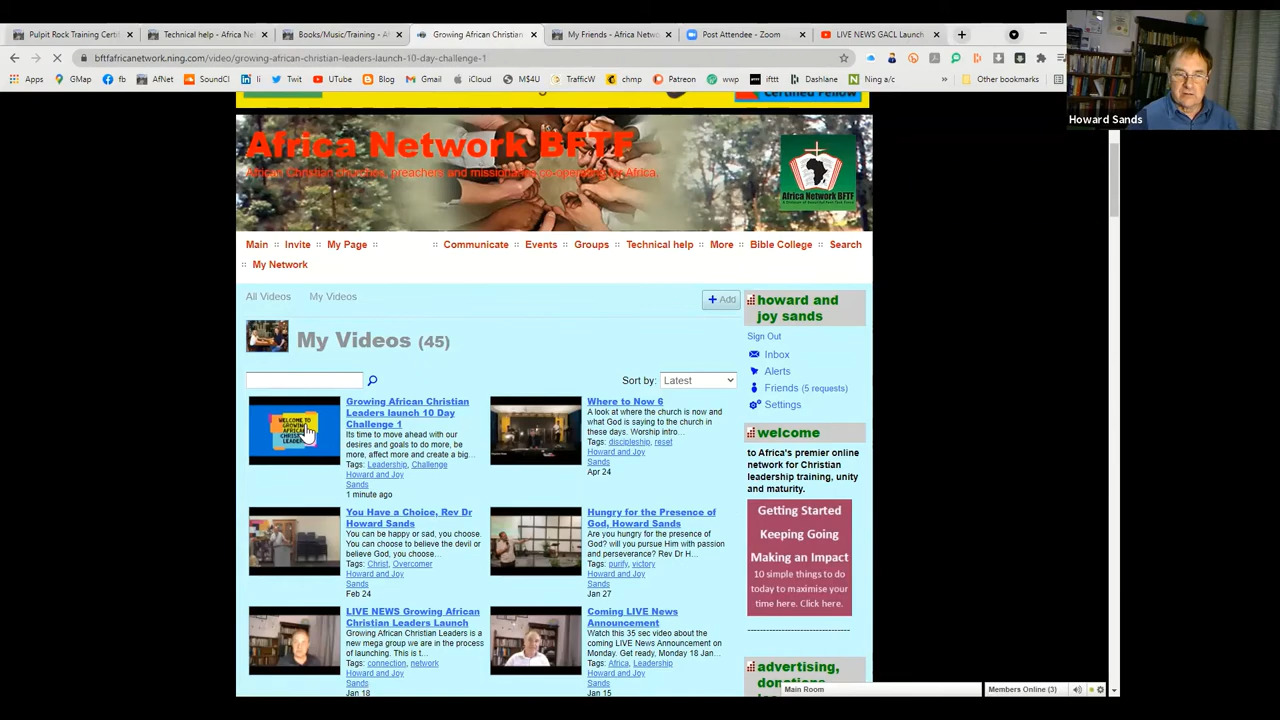 Pulpit Rock Training Certi
Technical help - Africa Ne
Books/Music/Training - Af
Growing African Christian
My Friends - Africa Netwo
Post Attendee - Zoom
LIVE NEWS GACL Launch
bftfafricanetwork.ning.com/video/growing-african-christian-leaders-launch-10-day-challenge-1
Apps
GMap
fb
AfNet
SoundCl
li
Twit
UTube
Blog
Gmail
iCloud
MS4U
TrafficW
chmp
Patreon
wwp
ifttt
Dashlane
Ning a/c
»
Other bookmarks
Howard Sands
Certified Fellow
Africa Network BFTF
African Christian churches, preachers and missionaries co-operating for Africa
Africa Network BFTF
Main
Invite
My Page
Communicate
Events
Groups
Technical help
More
Bible College
Search
My Network
All Videos
My Videos
+ Add
My Videos (45)
Sort by:
Latest
WELCOME TO
GROWING
AFRICAN
CHRISTIAN
LEADERS
Growing African Christian
Leaders launch 10 Day
Challenge 1
Its time to move ahead with our
desires and goals to do more, be
more, affect more and create a big…
Tags: Leadership, Challenge
Howard and Joy
Sands
1 minute ago
Where to Now 6
A look at where the church is now and
what God is saying to the church in
these days. Worship intro…
Tags: discipleship, reset
Howard and Joy
Sands
Apr 24
You Have a Choice, Rev Dr
Howard Sands
You can be happy or sad, you choose.
You can choose to believe the devil or
believe God, you choose…
Tags: Christ, Overcomer
Howard and Joy
Sands
Feb 24
Hungry for the Presence of
God, Howard Sands
Are you hungry for the presence of
God? will you pursue Him with passion
and perseverance? Rev Dr H…
Tags: purify, victory
Howard and Joy
Sands
Jan 27
LIVE NEWS Growing African
Christian Leaders Launch
Growing African Christian Leaders is a
new mega group we are in the process
of launching. This is t…
Tags: connection, network
Howard and Joy
Sands
Jan 18
Coming LIVE News
Announcement
Watch this 35 sec video about the
coming LIVE News Announcement on
Monday. Get ready, Monday 18 Jan…
Tags: Africa, Leadership
Howard and Joy
Sands
Jan 15
howard and
joy sands
Sign Out
Inbox
Alerts
Friends (5 requests)
Settings
welcome
to Africa's premier online
network for Christian
leadership training, unity
and maturity.
Getting Started
Keeping Going
Making an Impact
10 simple things to do
today to maximise your
time here. Click here.
advertising,
Main Room
Members Online (3)